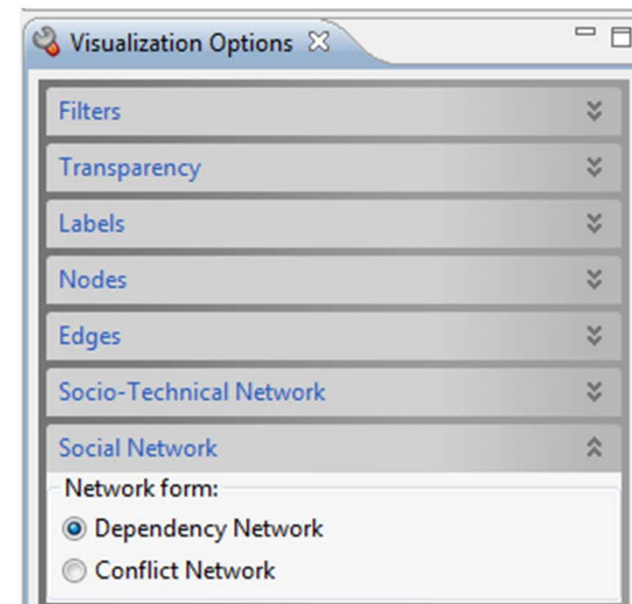 Visualization Options
Filters
Transparency
Labels
Nodes
Edges
Socio-Technical Network
Social Network
Network form:
Dependency Network
Conflict Network